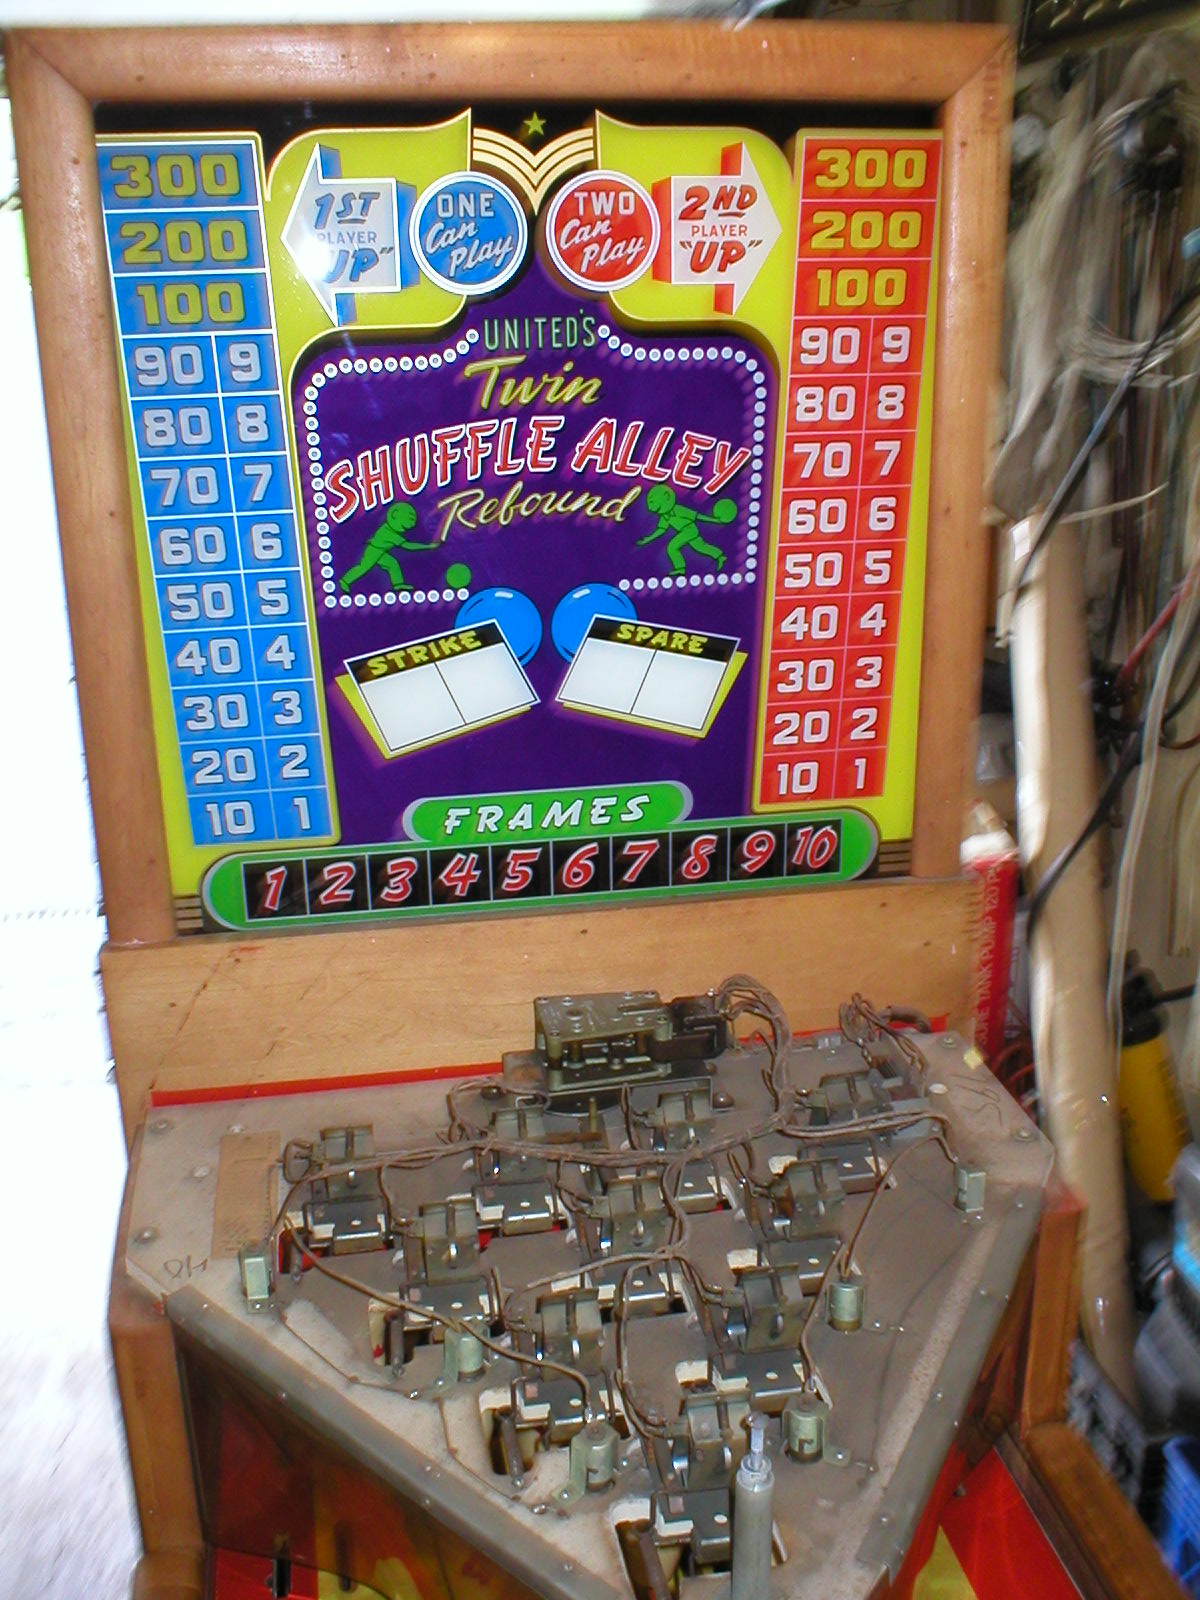 300
200
100
90 9
80 8
70 7
60 6
50 5
40 4
30 3
20 2
10 1
1ST
PLAYER
"UP"
ONE
Can
Play
TWO
Can
Play
2ND
PLAYER
"UP"
UNITED'S
Twin
SHUFFLE ALLEY
Rebound
STRIKE
SPARE
300
200
100
90 9
80 8
70 7
60 6
50 5
40 4
30 3
20 2
10 1
FRAMES
1 2 3 4 5 6 7 8 9 10
TANK PUMP